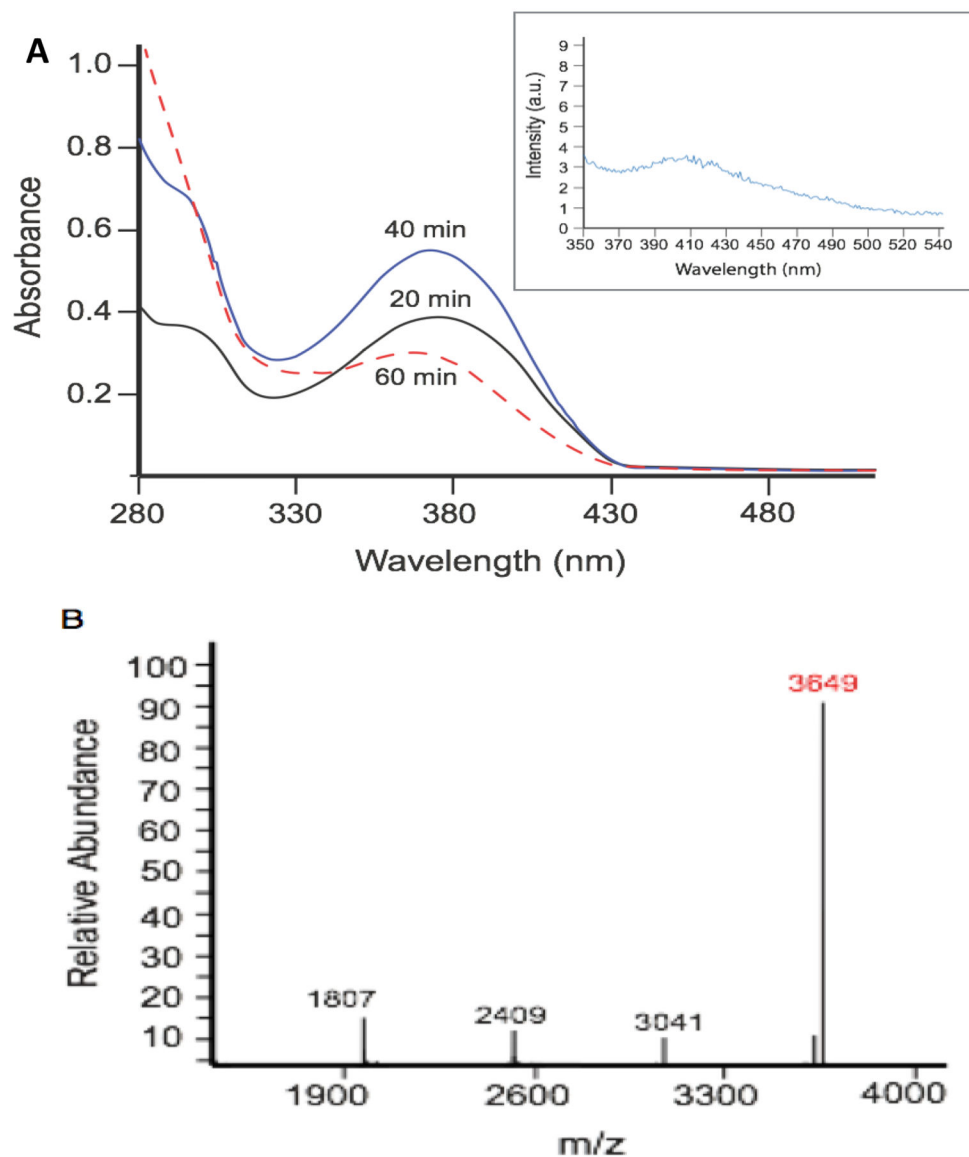 A
Absorbance
1.0
0.8
0.6
0.4
0.2
280 330 380 430 480
Wavelength (nm)
40 min
20 min
60 min
Intensity (a.u.)
9
8
7
6
5
4
3
2
1
0
350 370 390 410 430 450 470 490 500 520 540
Wavelength (nm)
B
Relative Abundance
100
90
80
70
60
50
40
30
20
10
1807
2409
3041
3649
1900 2600 3300 4000
m/z